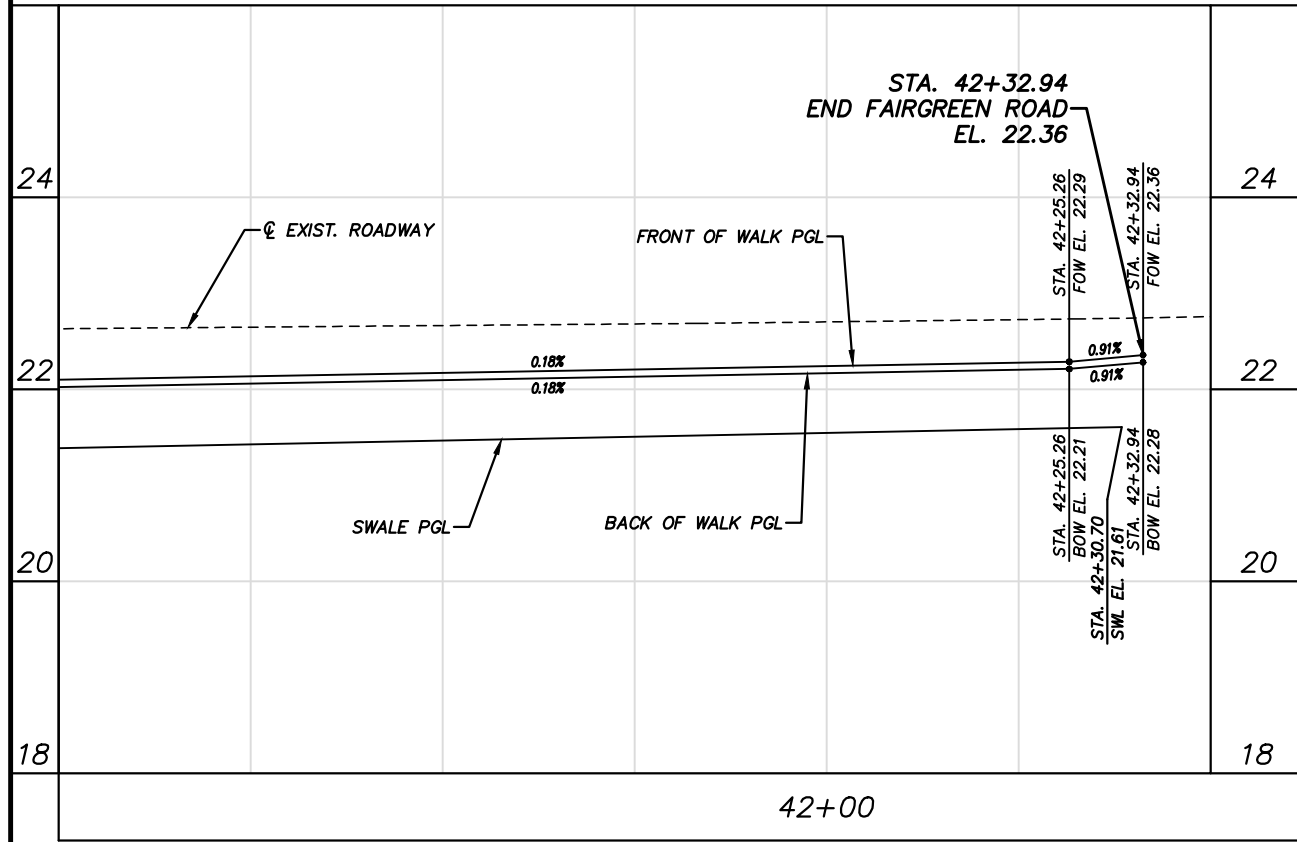 STA. 42+32.94
END FAIRGREEN ROAD
EL. 22.36
24
24
STA. 42+25.26
FOW EL. 22.29
STA. 42+32.94
FOW EL. 22.36
℄ EXIST. ROADWAY
FRONT OF WALK PGL
22
0.18%
0.91%
22
0.18%
0.91%
SWALE PGL
BACK OF WALK PGL
STA. 42+25.26
BOW EL. 22.21
STA. 42+30.70
SWL EL. 21.61
STA. 42+32.94
BOW EL. 22.28
20
20
18
18
42+00